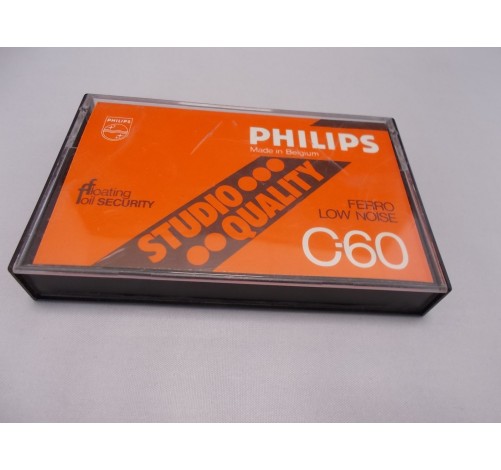 PHILIPS
PHILIPS
Made in Belgium
floating
foil SECURITY
STUDIO
QUALITY
FERRO
LOW NOISE
C-60